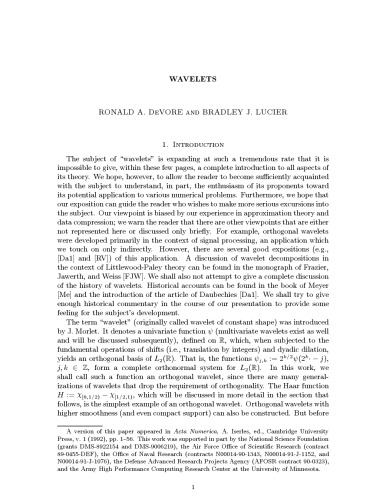 WAVELETS
RONALD A. DEVORE AND BRADLEY J. LUCIER
1. INTRODUCTION
The subject of “wavelets” is expanding at such a tremendous rate that it is
impossible to give, within these few pages, a complete introduction to all aspects of
its theory. We hope, however, to allow the reader to become sufficiently acquainted
with the subject to understand, in part, the enthusiasm of its proponents toward
its potential application to various numerical problems. Furthermore, we hope that
our exposition can guide the reader who wishes to make more serious excursions into
the subject. Our viewpoint is biased by our experience in approximation theory and
data compression; we warn the reader that there are other viewpoints that are either
not represented here or discussed only briefly. For example, orthogonal wavelets
were developed primarily in the context of signal processing, an application which
we touch on only indirectly. However, there are several good expositions (e.g.,
[Da1] and [RV]) of this application. A discussion of wavelet decompositions in
the context of Littlewood-Paley theory can be found in the monograph of Frazier,
Jawerth, and Weiss [FJW]. We shall also not attempt to give a complete discussion
of the history of wavelets. Historical accounts can be found in the book of Meyer
[Me] and the introduction of the article of Daubechies [Da1]. We shall try to give
enough historical commentary in the course of our presentation to provide some
feeling for the subject’s development.
The term “wavelet” (originally called wavelet of constant shape) was introduced
by J. Morlet. It denotes a univariate function ψ (multivariate wavelets exist as well
and will be discussed subsequently), defined on ℝ, which, when subjected to the
fundamental operations of shifts (i.e., translation by integers) and dyadic dilation,
yields an orthogonal basis of L₂(ℝ). That is, the functions ψ_{j,k} := 2^{k/2}ψ(2^k · − j),
j, k ∈ ℤ, form a complete orthonormal system for L₂(ℝ). In this work, we
shall call such a function an orthogonal wavelet, since there are many general-
izations of wavelets that drop the requirement of orthogonality. The Haar function
H := χ_{[0,1/2)} − χ_{[1/2,1)}, which will be discussed in more detail in the section that
follows, is the simplest example of an orthogonal wavelet. Orthogonal wavelets with
higher smoothness (and even compact support) can also be constructed. But before
A version of this paper appeared in Acta Numerica, A. Iserles, ed., Cambridge University
Press, v. 1 (1992), pp. 1–56. This work was supported in part by the National Science Foundation
(grants DMS-8922154 and DMS-9006219), the Air Force Office of Scientific Research (contract
89-0455-DEF), the Office of Naval Research (contracts N00014-90-1343, N00014-91-J-1152, and
N00014-91-J-1076), the Defense Advanced Research Projects Agency (AFOSR contract 90-0323),
and the Army High Performance Computing Research Center at the University of Minnesota.
1